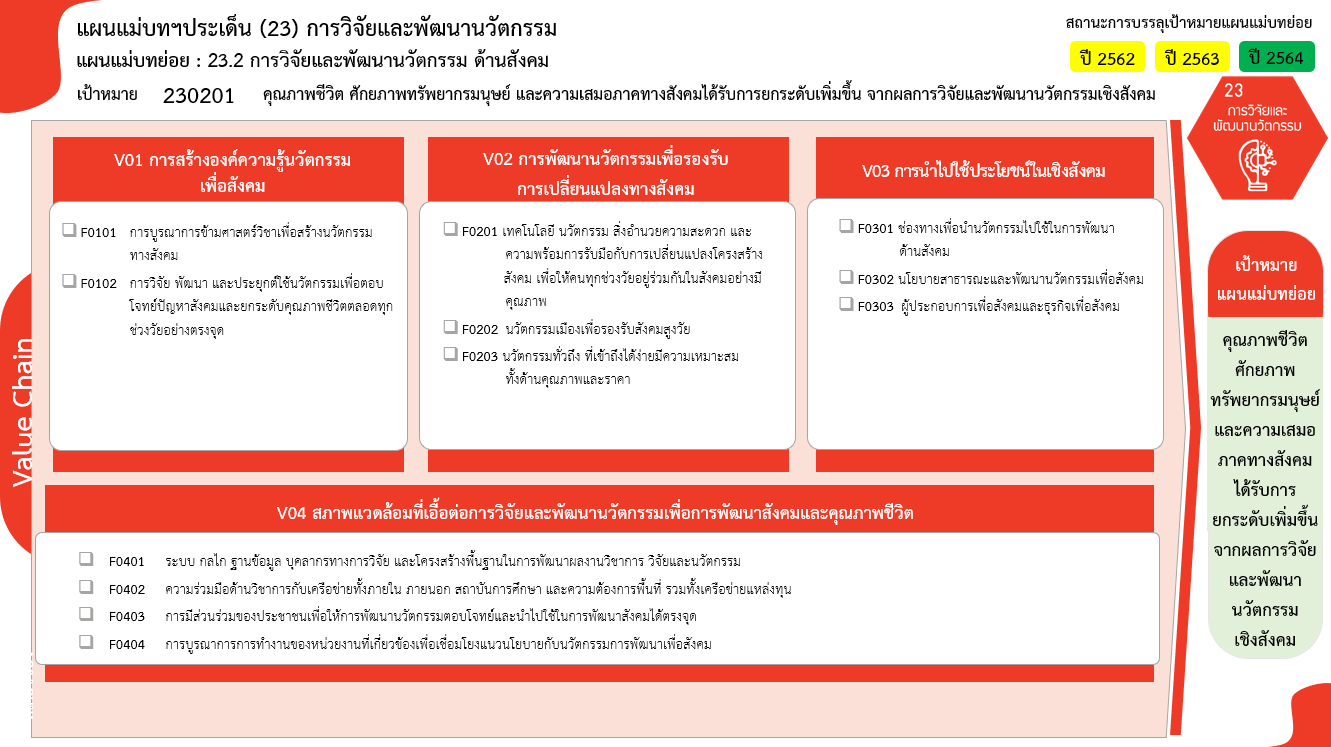 แผนแม่บทฯประเด็น (23) การวิจัยและพัฒนานวัตกรรม
แผนแม่บทย่อย : 23.2 การวิจัยและพัฒนานวัตกรรม ด้านสังคม
เป้าหมาย 230201 คุณภาพชีวิต ศักยภาพทรัพยากรมนุษย์ และความเสมอภาคทางสังคมได้รับการยกระดับเพิ่มขึ้น จากผลการวิจัยและพัฒนานวัตกรรมเชิงสังคม
สถานะการบรรลุเป้าหมายแผนแม่บทย่อย
ปี 2562 ปี 2563 ปี 2564
23
การวิจัยและ
พัฒนานวัตกรรม
Value Chain
V01 การสร้างองค์ความรู้นวัตกรรม
เพื่อสังคม
F0101 การบูรณาการข้ามศาสตร์วิชาเพื่อสร้างนวัตกรรม
ทางสังคม
F0102 การวิจัย พัฒนา และประยุกต์ใช้นวัตกรรมเพื่อตอบ
โจทย์ปัญหาสังคมและยกระดับคุณภาพชีวิตตลอดทุก
ช่วงวัยอย่างตรงจุด
V02 การพัฒนานวัตกรรมเพื่อรองรับ
การเปลี่ยนแปลงทางสังคม
F0201 เทคโนโลยี นวัตกรรม สิ่งอำนวยความสะดวก และ
ความพร้อมการรับมือกับการเปลี่ยนแปลงโครงสร้าง
สังคม เพื่อให้คนทุกช่วงวัยอยู่ร่วมกันในสังคมอย่างมี
คุณภาพ
F0202 นวัตกรรมเมืองเพื่อรองรับสังคมสูงวัย
F0203 นวัตกรรมทั่วถึง ที่เข้าถึงได้ง่ายมีความเหมาะสม
ทั้งด้านคุณภาพและราคา
V03 การนำไปใช้ประโยชน์ในเชิงสังคม
F0301 ช่องทางเพื่อนำนวัตกรรมไปใช้ในการพัฒนา
ด้านสังคม
F0302 นโยบายสาธารณะและพัฒนานวัตกรรมเพื่อสังคม
F0303 ผู้ประกอบการเพื่อสังคมและธุรกิจเพื่อสังคม
V04 สภาพแวดล้อมที่เอื้อต่อการวิจัยและพัฒนานวัตกรรมเพื่อการพัฒนาสังคมและคุณภาพชีวิต
F0401 ระบบ กลไก ฐานข้อมูล บุคลากรทางการวิจัย และโครงสร้างพื้นฐานในการพัฒนาผลงานวิชาการ วิจัยและนวัตกรรม
F0402 ความร่วมมือด้านวิชาการกับเครือข่ายทั้งภายใน ภายนอก สถาบันการศึกษา และความต้องการพื้นที่ รวมทั้งเครือข่ายแหล่งทุน
F0403 การมีส่วนร่วมของประชาชนเพื่อให้การพัฒนานวัตกรรมตอบโจทย์และนำไปใช้ในการพัฒนาสังคมได้ตรงจุด
F0404 การบูรณาการการทำงานของหน่วยงานที่เกี่ยวข้องเพื่อเชื่อมโยงแนวนโยบายกับนวัตกรรมการพัฒนาเพื่อสังคม
เป้าหมาย
แผนแม่บทย่อย
คุณภาพชีวิต
ศักยภาพ
ทรัพยากรมนุษย์
และความเสมอ
ภาคทางสังคม
ได้รับการ
ยกระดับเพิ่มขึ้น
จากผลการวิจัย
และพัฒนา
นวัตกรรม
เชิงสังคม